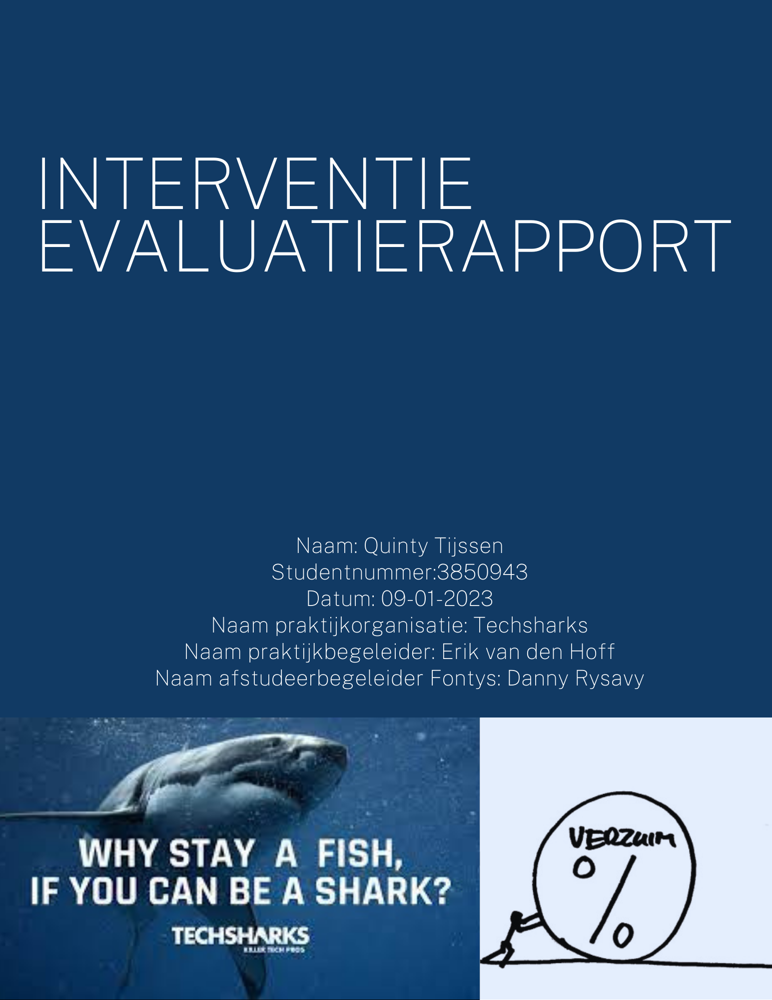 INTERVENTIE
EVALUATIERAPPORT
Naam: Quinty Tijssen
Studentnummer:3850943
Datum: 09-01-2023
Naam praktijkorganisatie: Techsharks
Naam praktijkbegeleider: Erik van den Hoff
Naam afstudeerbegeleider Fontys: Danny Rysavy
WHY STAY A FISH,
IF YOU CAN BE A SHARK?
TECHSHARKS
KILLER TECH PROS
VERZUIM
%